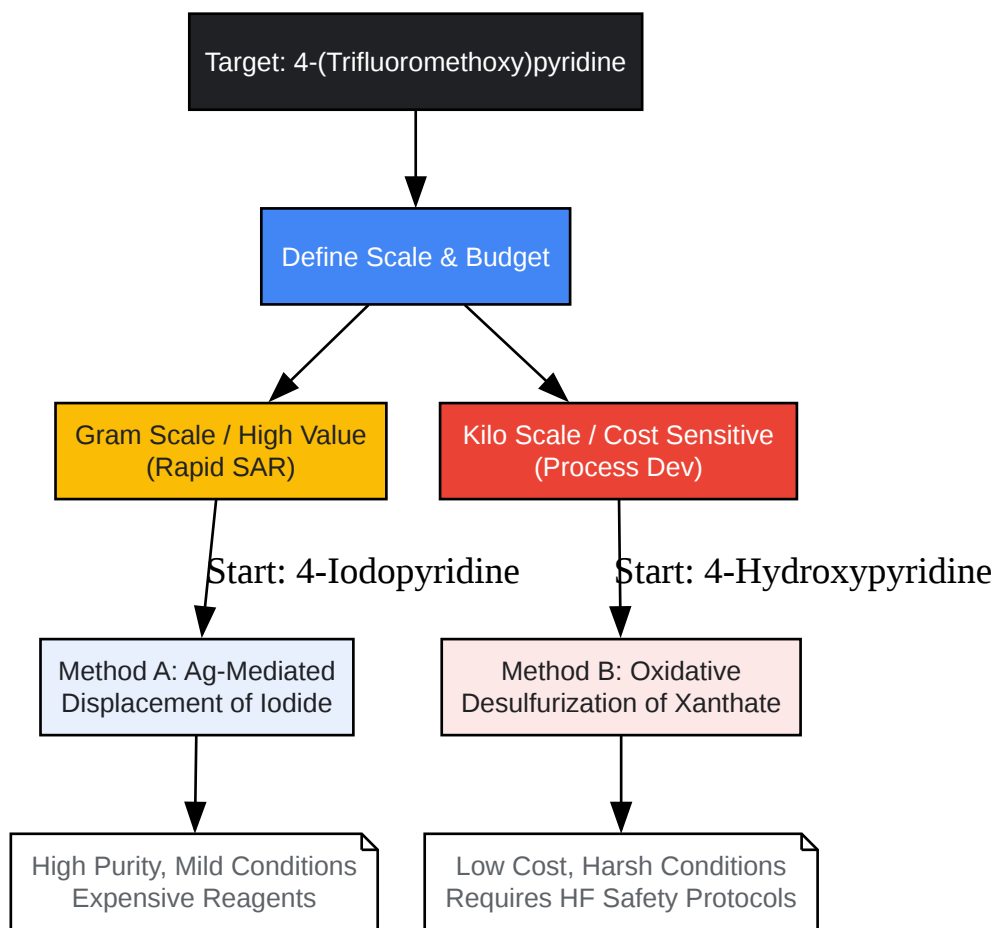 Target: 4-(Trifluoromethoxy)pyridine
Define Scale & Budget
Gram Scale / High Value
(Rapid SAR)
Kilo Scale / Cost Sensitive
(Process Dev)
Start: 4-Iodopyridine
Start: 4-Hydroxypyridine
Method A: Ag-Mediated
Displacement of Iodide
Method B: Oxidative
Desulfurization of Xanthate
High Purity, Mild Conditions
Expensive Reagents
Low Cost, Harsh Conditions
Requires HF Safety Protocols